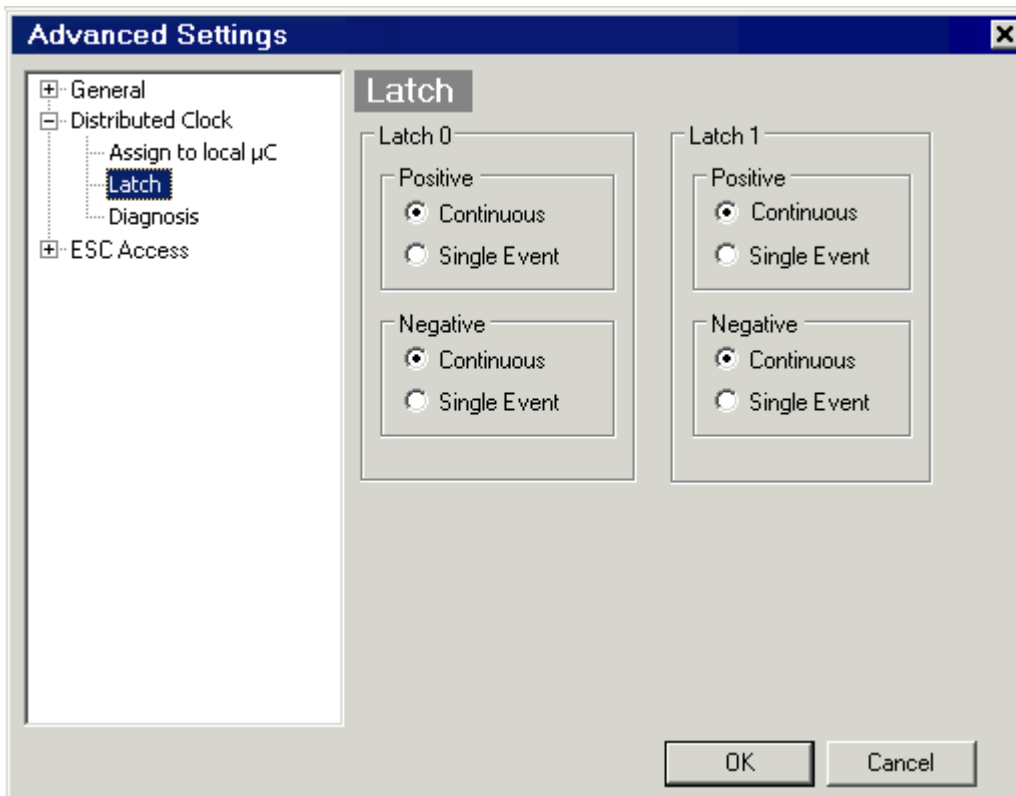 Advanced Settings
General
Distributed Clock
Assign to local µC
Latch
Diagnosis
ESC Access
Latch
Latch 0
Positive
Continuous
Single Event
Negative
Continuous
Single Event
Latch 1
Positive
Continuous
Single Event
Negative
Continuous
Single Event
OK
Cancel